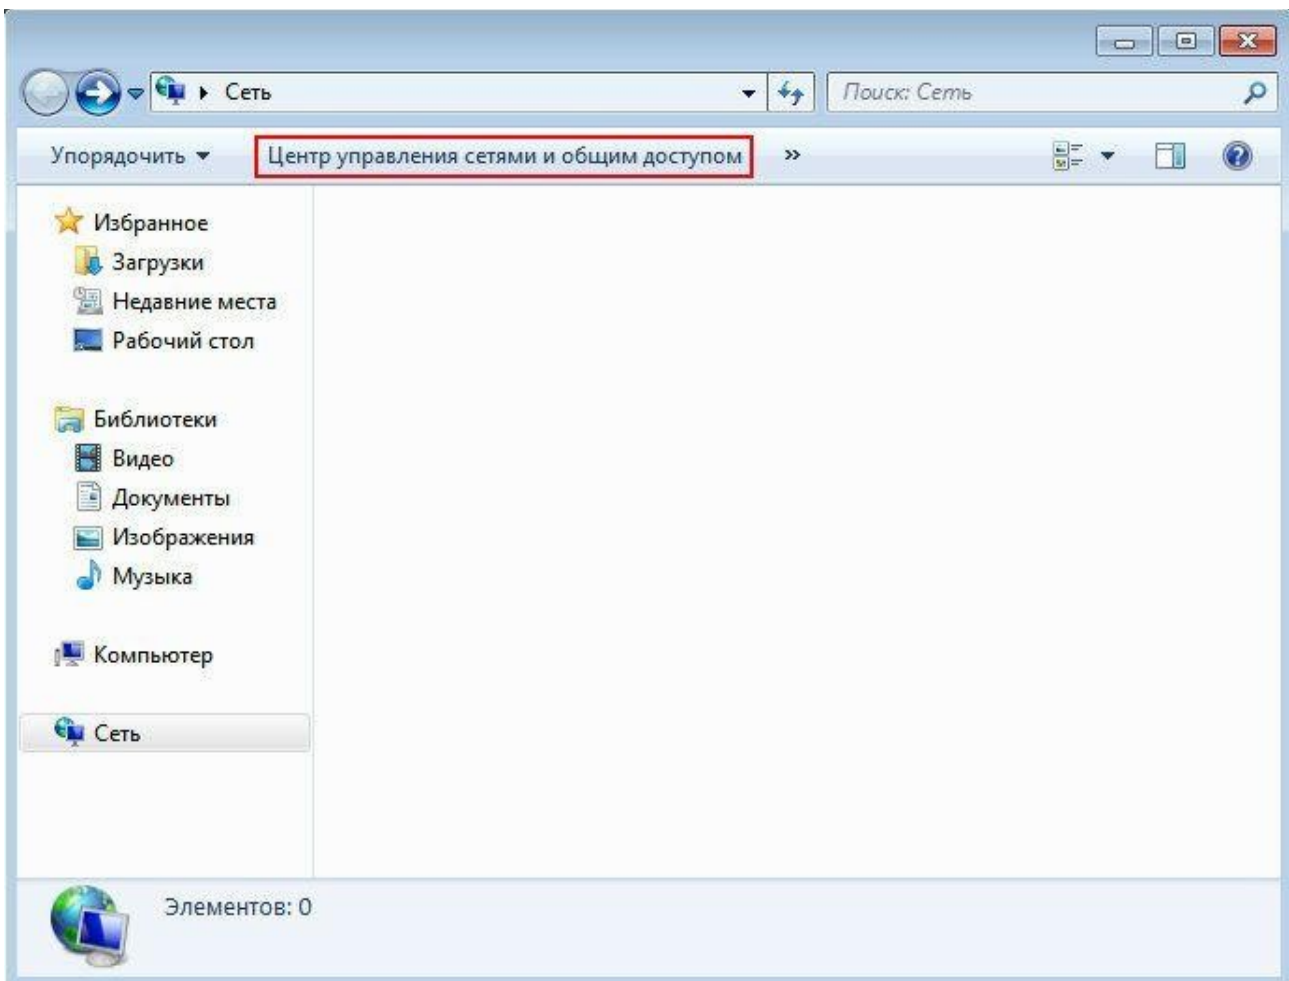 Сеть
Поиск: Сеть
Упорядочить
Центр управления сетями и общим доступом
»
Избранное
Загрузки
Недавние места
Рабочий стол
Библиотеки
Видео
Документы
Изображения
Музыка
Компьютер
Сеть
Элементов: 0